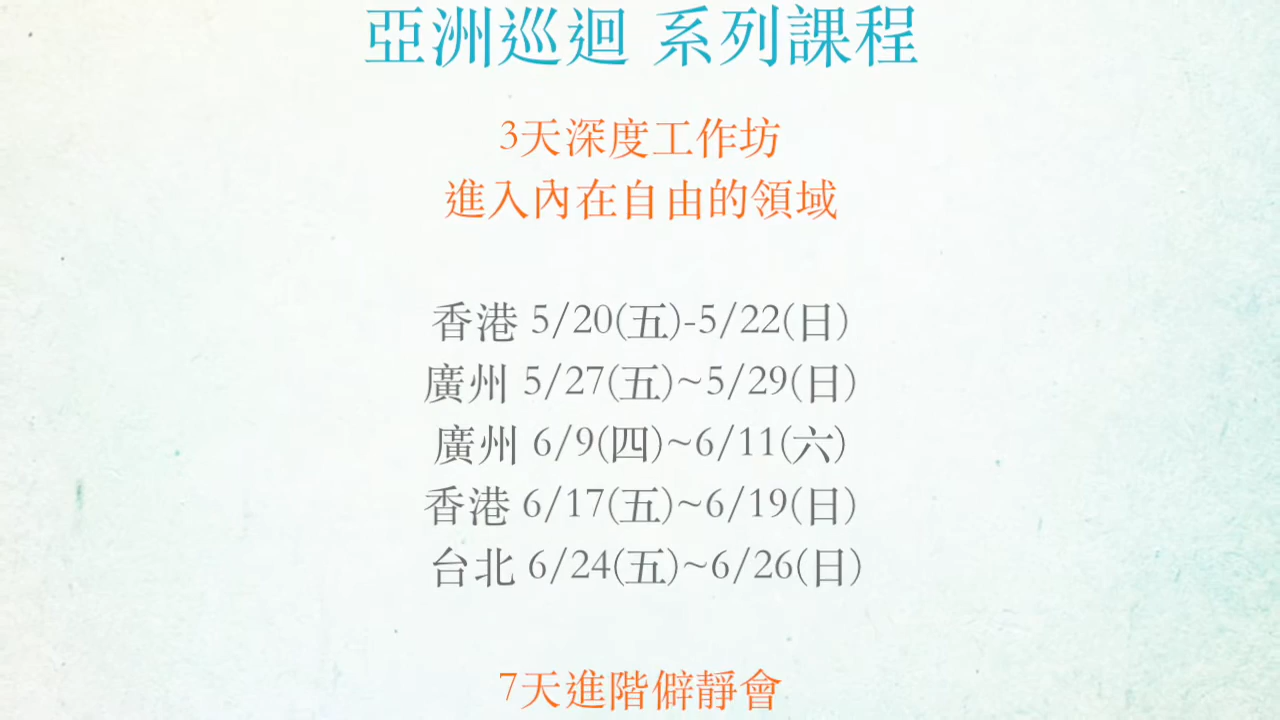 亞洲巡迴 系列課程
3天深度工作坊
進入內在自由的領域
香港 5/20(五)-5/22(日)
廣州 5/27(五)~5/29(日)
廣州 6/9(四)~6/11(六)
香港 6/17(五)~6/19(日)
台北 6/24(五)~6/26(日)
7天進階僻靜會